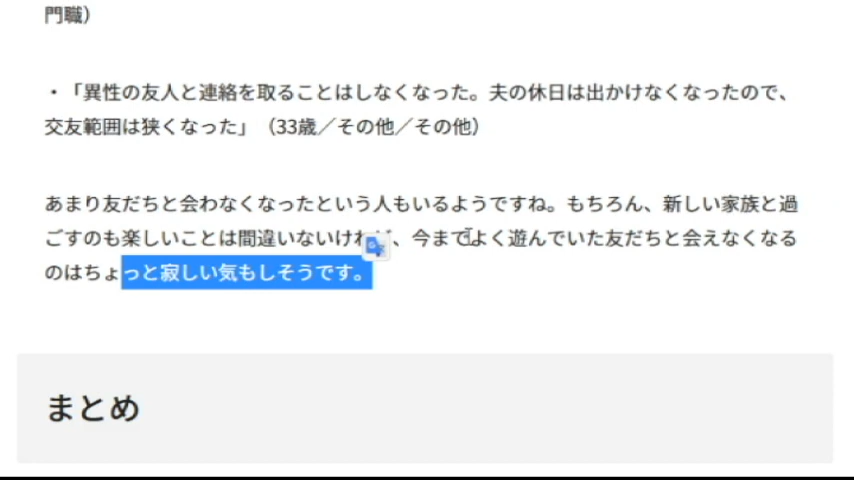 門職）
・「異性の友人と連絡を取ることはしなくなった。夫の休日は出かけなくなったので、
交友範囲は狭くなった」（33歳／その他／その他）
あまり友だちと会わなくなったという人もいるようですね。もちろん、新しい家族と過
ごすのも楽しいことは間違いないけれど、今までよく遊んでいた友だちと会えなくなる
のはちょっと寂しい気もしそうです。
まとめ